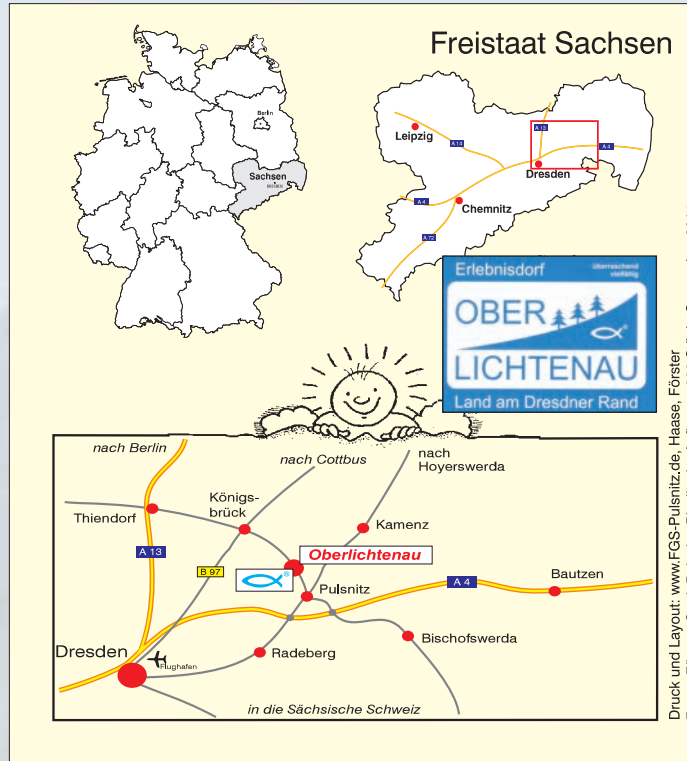 Freistaat Sachsen
Berlin
Sachsen
Leipzig
A 14
A 13
A 4
Dresden
A 4
Chemnitz
A 72
Erlebnisdorf
überraschend
vielfältig
OBER
LICHTENAU
Land am Dresdner Rand
nach Berlin
nach Cottbus
nach
Hoyerswerda
Königs-
brück
Thiendorf
Kamenz
A 13
Oberlichtenau
B 97
Pulsnitz
A 4
Bautzen
Dresden
Flughafen
Radeberg
Bischofswerda
in die Sächsische Schweiz
Druck und Layout: www.FGS-Pulsnitz.de, Haase, Förster